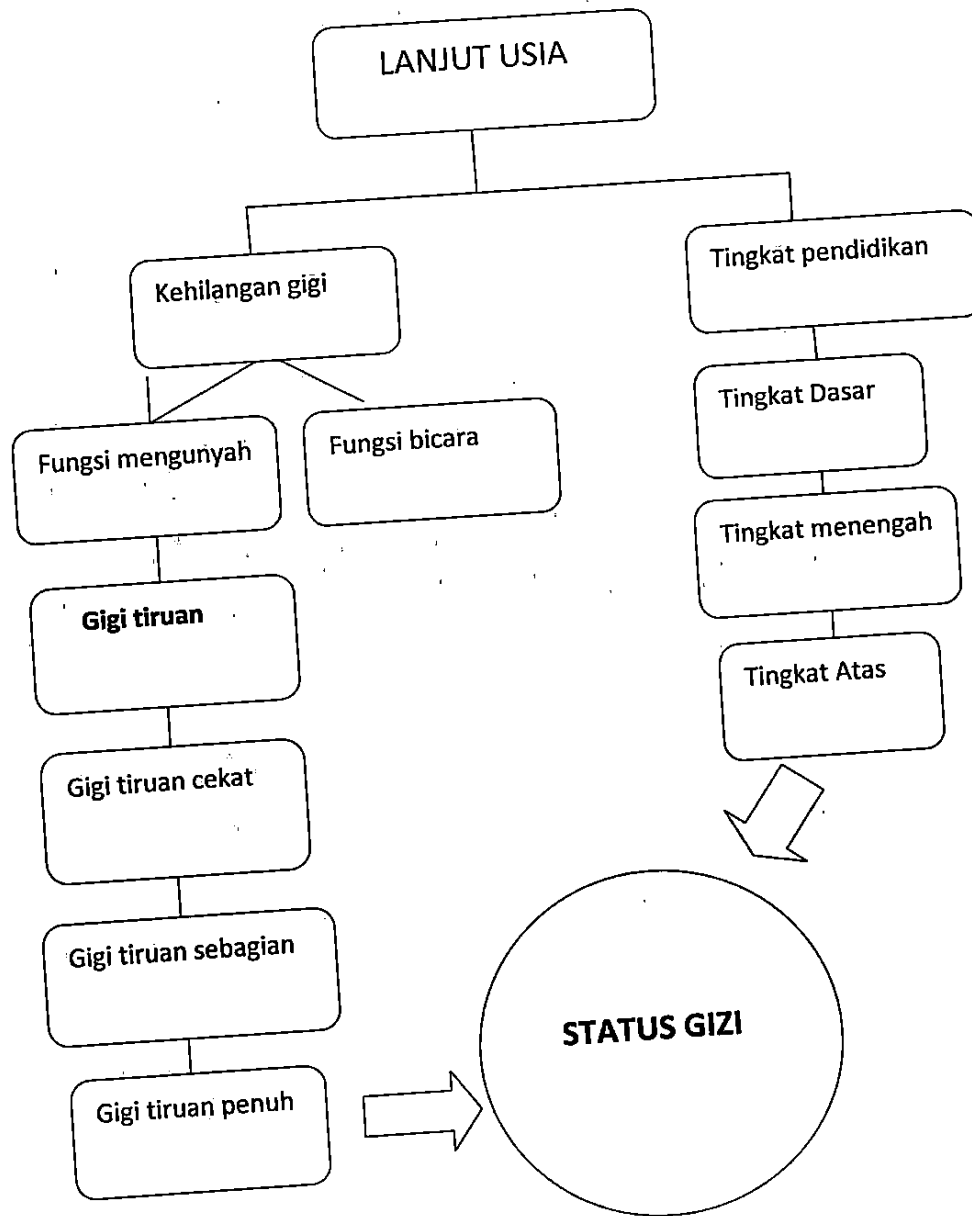 LANJUT USIA
Kehilangan gigi
Tingkat pendidikan
Fungsi mengunyah
Fungsi bicara
Tingkat Dasar
Tingkat menengah
Gigi tiruan
Tingkat Atas
Gigi tiruan cekat
Gigi tiruan sebagian
STATUS GIZI
Gigi tiruan penuh